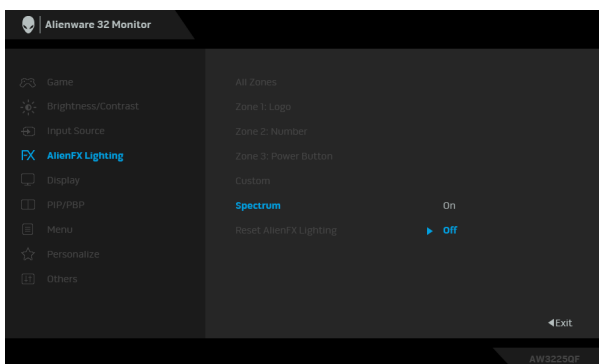 Alienware 32 Monitor
Game
Brightness/Contrast
Input Source
FX AlienFX Lighting
Display
PIP/PBP
Menu
Personalize
Others
All Zones
Zone 1: Logo
Zone 2: Number
Zone 3: Power Button
Custom
Spectrum On
Reset AlienFX Lighting Off
Exit
AW3225QF